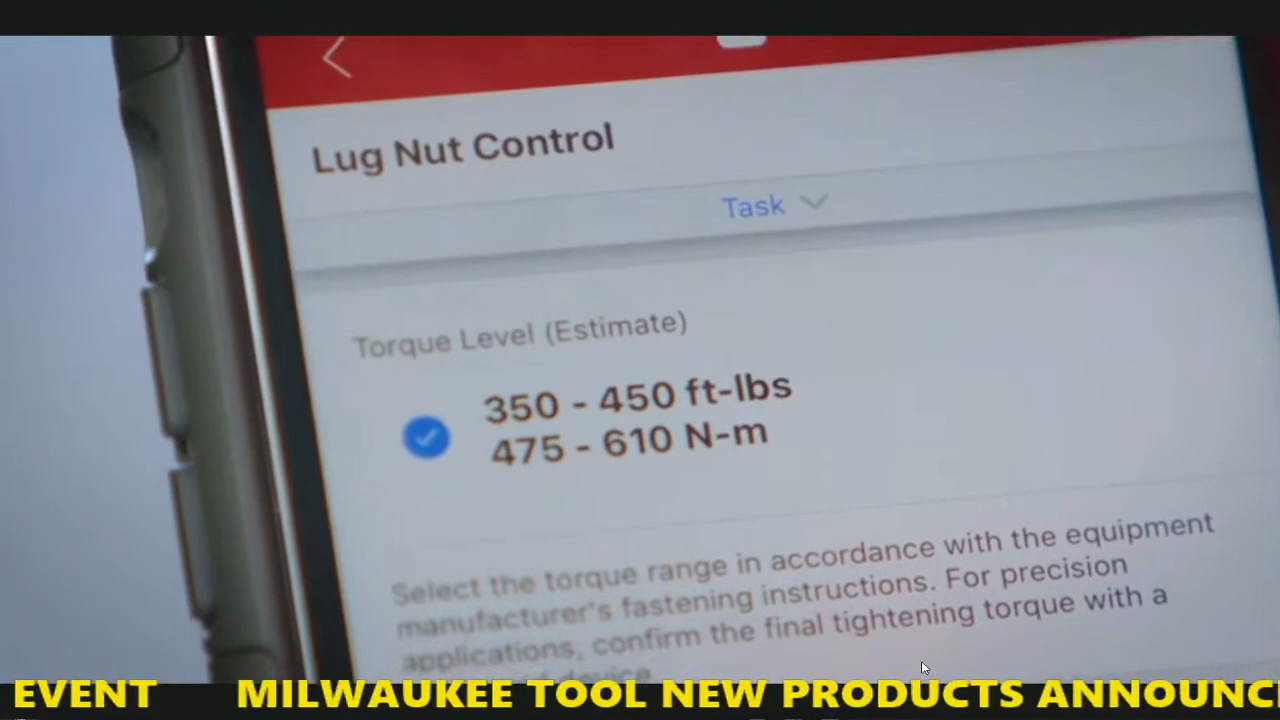 Lug Nut Control
Task
Torque Level (Estimate)
350 - 450 ft-lbs
475 - 610 N-m
Select the torque range in accordance with the equipment
manufacturer's fastening instructions. For precision
applications, confirm the final tightening torque with a
device.
EVENT MILWAUKEE TOOL NEW PRODUCTS ANNOUNC